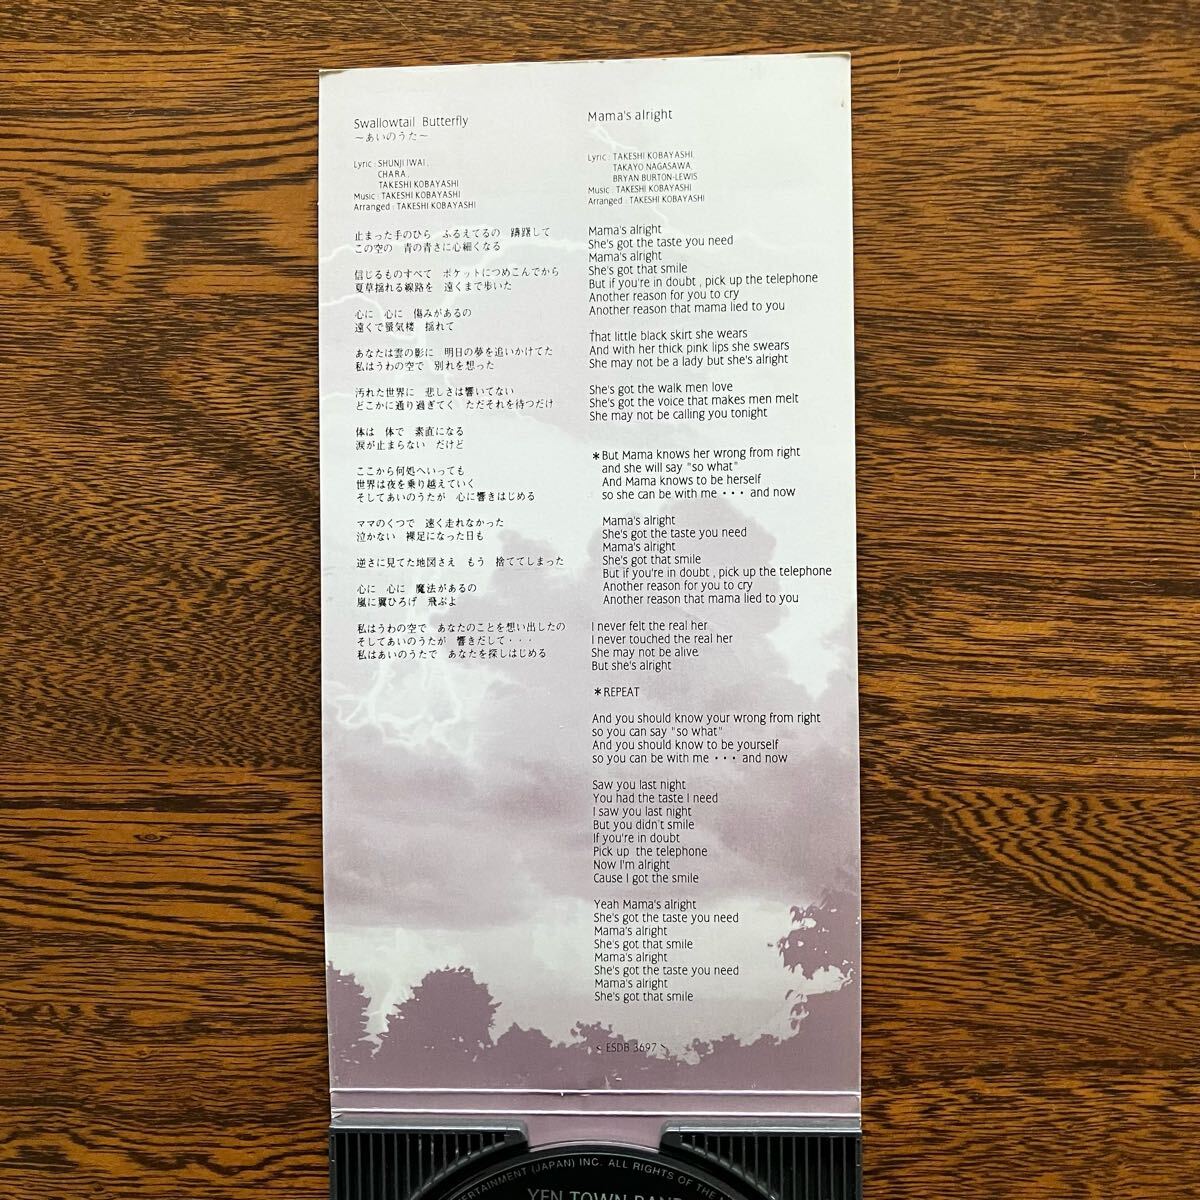 Swallowtail Butterfly
〜あいのうた〜
Lyric : SHUNJI IWAI ,
CHARA ,
TAKESHI KOBAYASHI
Music : TAKESHI KOBAYASHI
Arranged : TAKESHI KOBAYASHI
止まった手のひら ふるえてるの 躊躇して
この空の 青の青さに心細くなる
信じるものすべて ポケットにつめこんでから
夏草揺れる線路を 遠くまで歩いた
心に 心に 傷みがあるの
遠くで蜃気楼 揺れて
あなたは雲の影に 明日の夢を追いかけてた
私はうわの空で 別れを想った
汚れた世界に 悲しさは響いてない
どこかに通り過ぎてく ただそれを待つだけ
体は 体で 素直になる
涙が止まらない だけど
ここから何処へいっても
世界は夜を乗り越えていく
そしてあいのうたが 心に響きはじめる
ママのくつで 遠く走れなかった
泣かない 裸足になった日も
逆さに見てた地図さえ もう 捨ててしまった
心に 心に 魔法があるの
嵐に翼ひろげ 飛ぶよ
私はうわの空で あなたのことを想い出したの
そしてあいのうたが 響きだして・・・
私はあいのうたで あなたを探しはじめる
Mama's alright
Lyric : TAKESHI KOBAYASHI,
TAKAYO NAGASAWA,
BRYAN BURTON-LEWIS
Music : TAKESHI KOBAYASHI
Arranged : TAKESHI KOBAYASHI
Mama's alright
She's got the taste you need
Mama's alright
She's got that smile
But if you're in doubt , pick up the telephone
Another reason for you to cry
Another reason that mama lied to you
That little black skirt she wears
And with her thick pink lips she swears
She may not be a lady but she's alright
She's got the walk men love
She's got the voice that makes men melt
She may not be calling you tonight
＊But Mama knows her wrong from right
and she will say "so what"
And Mama knows to be herself
so she can be with me ・・・ and now
Mama's alright
She's got the taste you need
Mama's alright
She's got that smile
But if you're in doubt , pick up the telephone
Another reason for you to cry
Another reason that mama lied to you
I never felt the real her
I never touched the real her
She may not be alive
But she's alright
＊REPEAT
And you should know your wrong from right
so you can say "so what"
And you should know to be yourself
so you can be with me ・・・ and now
Saw you last night
You had the taste I need
I saw you last night
But you didn't smile
If you're in doubt
Pick up the telephone
Now I'm alright
Cause I got the smile
Yeah Mama's alright
She's got the taste you need
Mama's alright
She's got that smile
Mama's alright
She's got the taste you need
Mama's alright
She's got that smile
< ESDB 3697 >
ERTAINMENT (JAPAN) INC. ALL RIGHTS OF THE
YEN TOWN BAND